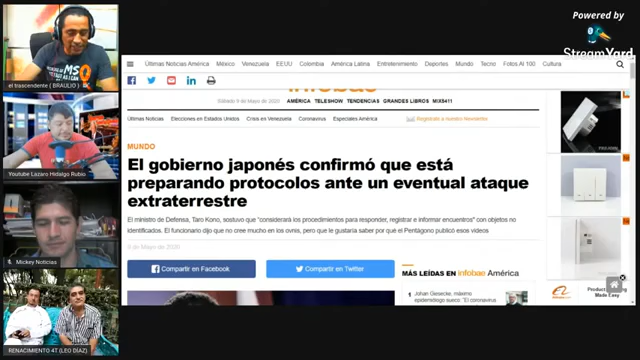 Powered by
StreamYard
el trascendente ( BRAULIO )
Youtube Lazaro Hidalgo Rubio
Mickey Noticias
RENACIMIENTO 4T (LEO DIAZ)
Últimas Noticias América México Venezuela EEUU Colombia América Latina Entretenimiento Deportes Mundo Tecno Fotos AI 100 Cultura
infobae
Sábado 9 de Mayo de 2020 AMÉRICA TELESHOW TENDENCIAS GRANDES LIBROS MIX5411
Últimas Noticias Elecciones en Estados Unidos Crisis en Venezuela Coronavirus Especiales América Registrate a nuestro Newsletter
MUNDO
El gobierno japonés confirmó que está
preparando protocolos ante un eventual ataque
extraterrestre
El ministro de Defensa, Taro Kono, sostuvo que "considerará los procedimientos para responder, registrar e informar encuentros" con objetos no
identificados. El funcionario dijo que no cree mucho en los ovnis, pero que le gustaría saber por qué el Pentágono publicó esos videos
9 de Mayo de 2020
Compartir en Facebook Compartir en Twitter
MÁS LEÍDAS EN infobae América
1 Johan Giesecke, máximo
epidemiólogo sueco: "El coronavirus
Made Easy